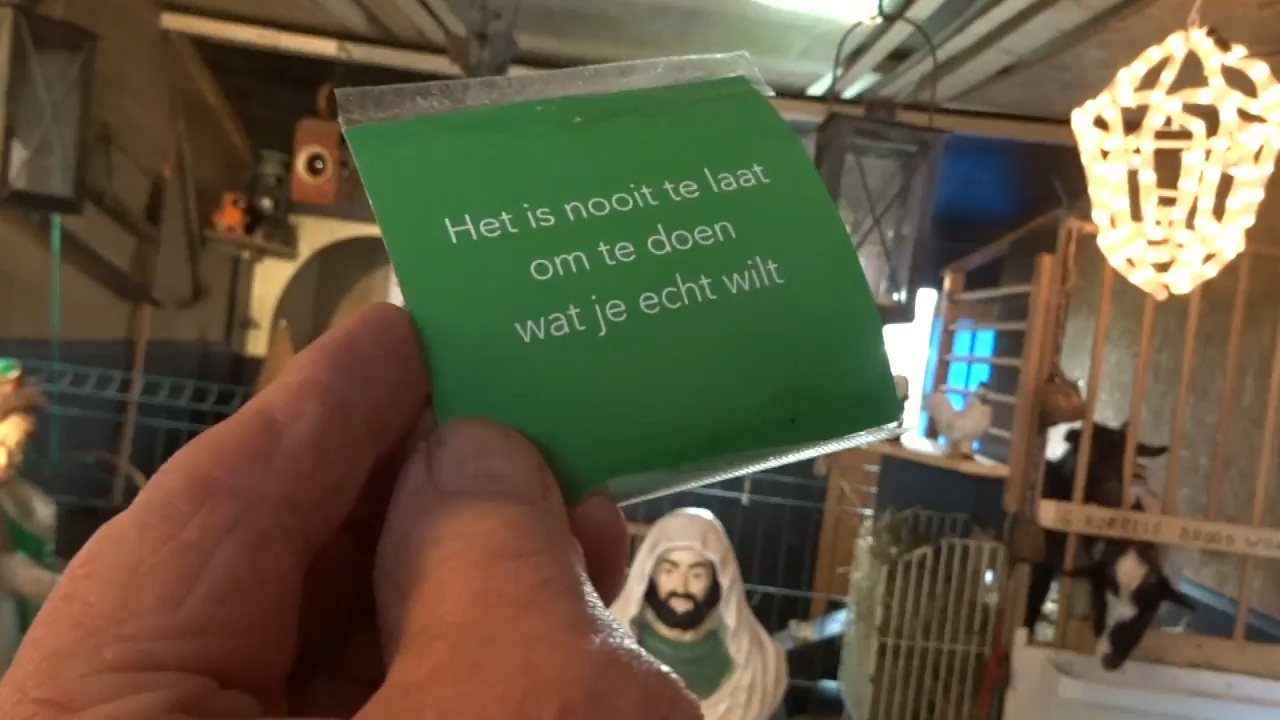 Het is nooit te laat
om te doen
wat je echt wilt